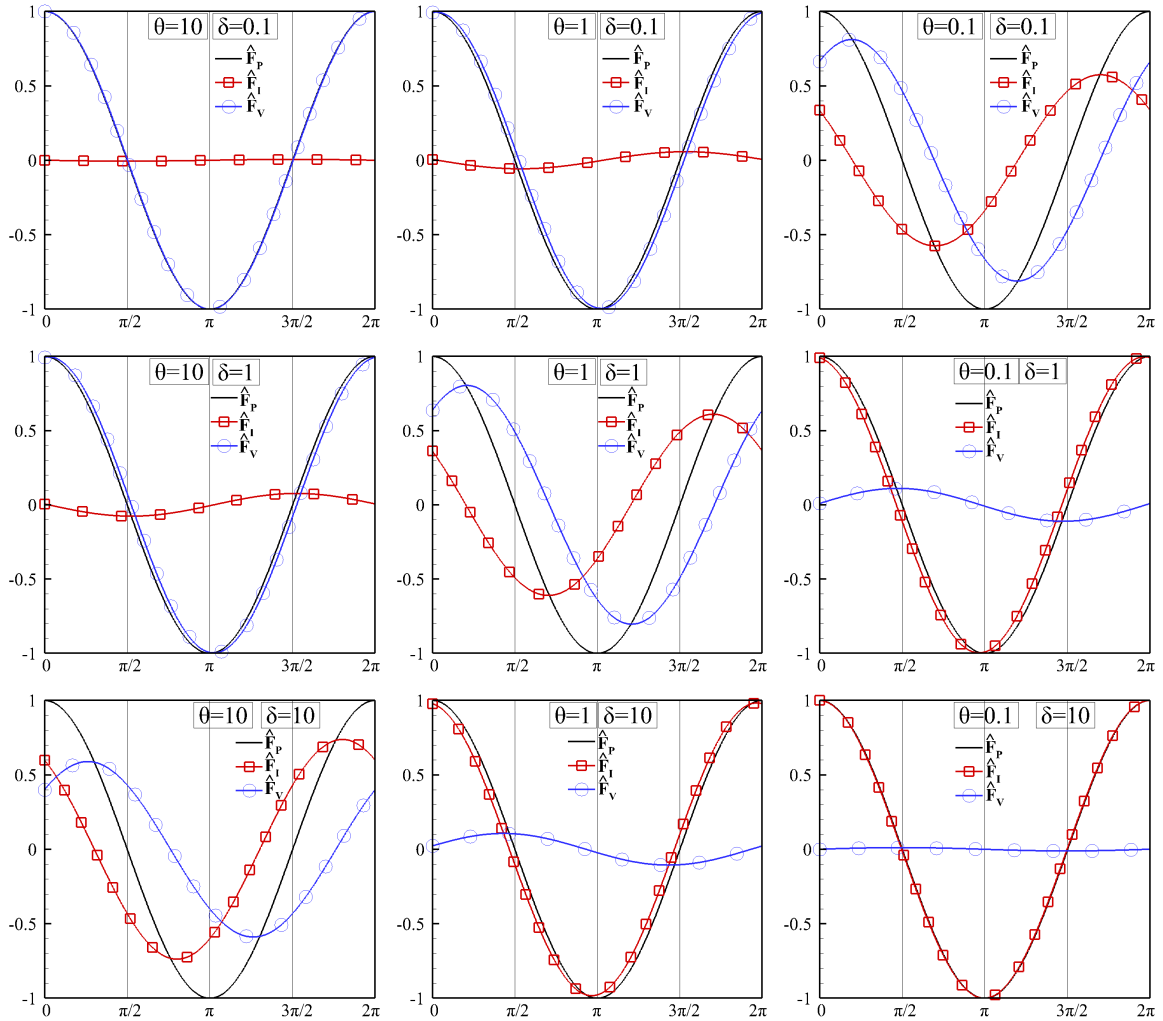 θ=10 δ=0.1
F̂P
F̂I
F̂V
1
0.5
0
-0.5
-1
0 π/2 π 3π/2 2π
θ=1 δ=0.1
F̂P
F̂I
F̂V
1
0.5
0
-0.5
-1
0 π/2 π 3π/2 2π
θ=0.1 δ=0.1
F̂P
F̂I
F̂V
1
0.5
0
-0.5
-1
0 π/2 π 3π/2 2π
θ=10 δ=1
F̂P
F̂I
F̂V
1
0.5
0
-0.5
-1
0 π/2 π 3π/2 2π
θ=1 δ=1
F̂P
F̂I
F̂V
1
0.5
0
-0.5
-1
0 π/2 π 3π/2 2π
θ=0.1 δ=1
F̂P
F̂I
F̂V
1
0.5
0
-0.5
-1
0 π/2 π 3π/2 2π
θ=10 δ=10
F̂P
F̂I
F̂V
1
0.5
0
-0.5
-1
0 π/2 π 3π/2 2π
θ=1 δ=10
F̂P
F̂I
F̂V
1
0.5
0
-0.5
-1
0 π/2 π 3π/2 2π
θ=0.1 δ=10
F̂P
F̂I
F̂V
1
0.5
0
-0.5
-1
0 π/2 π 3π/2 2π